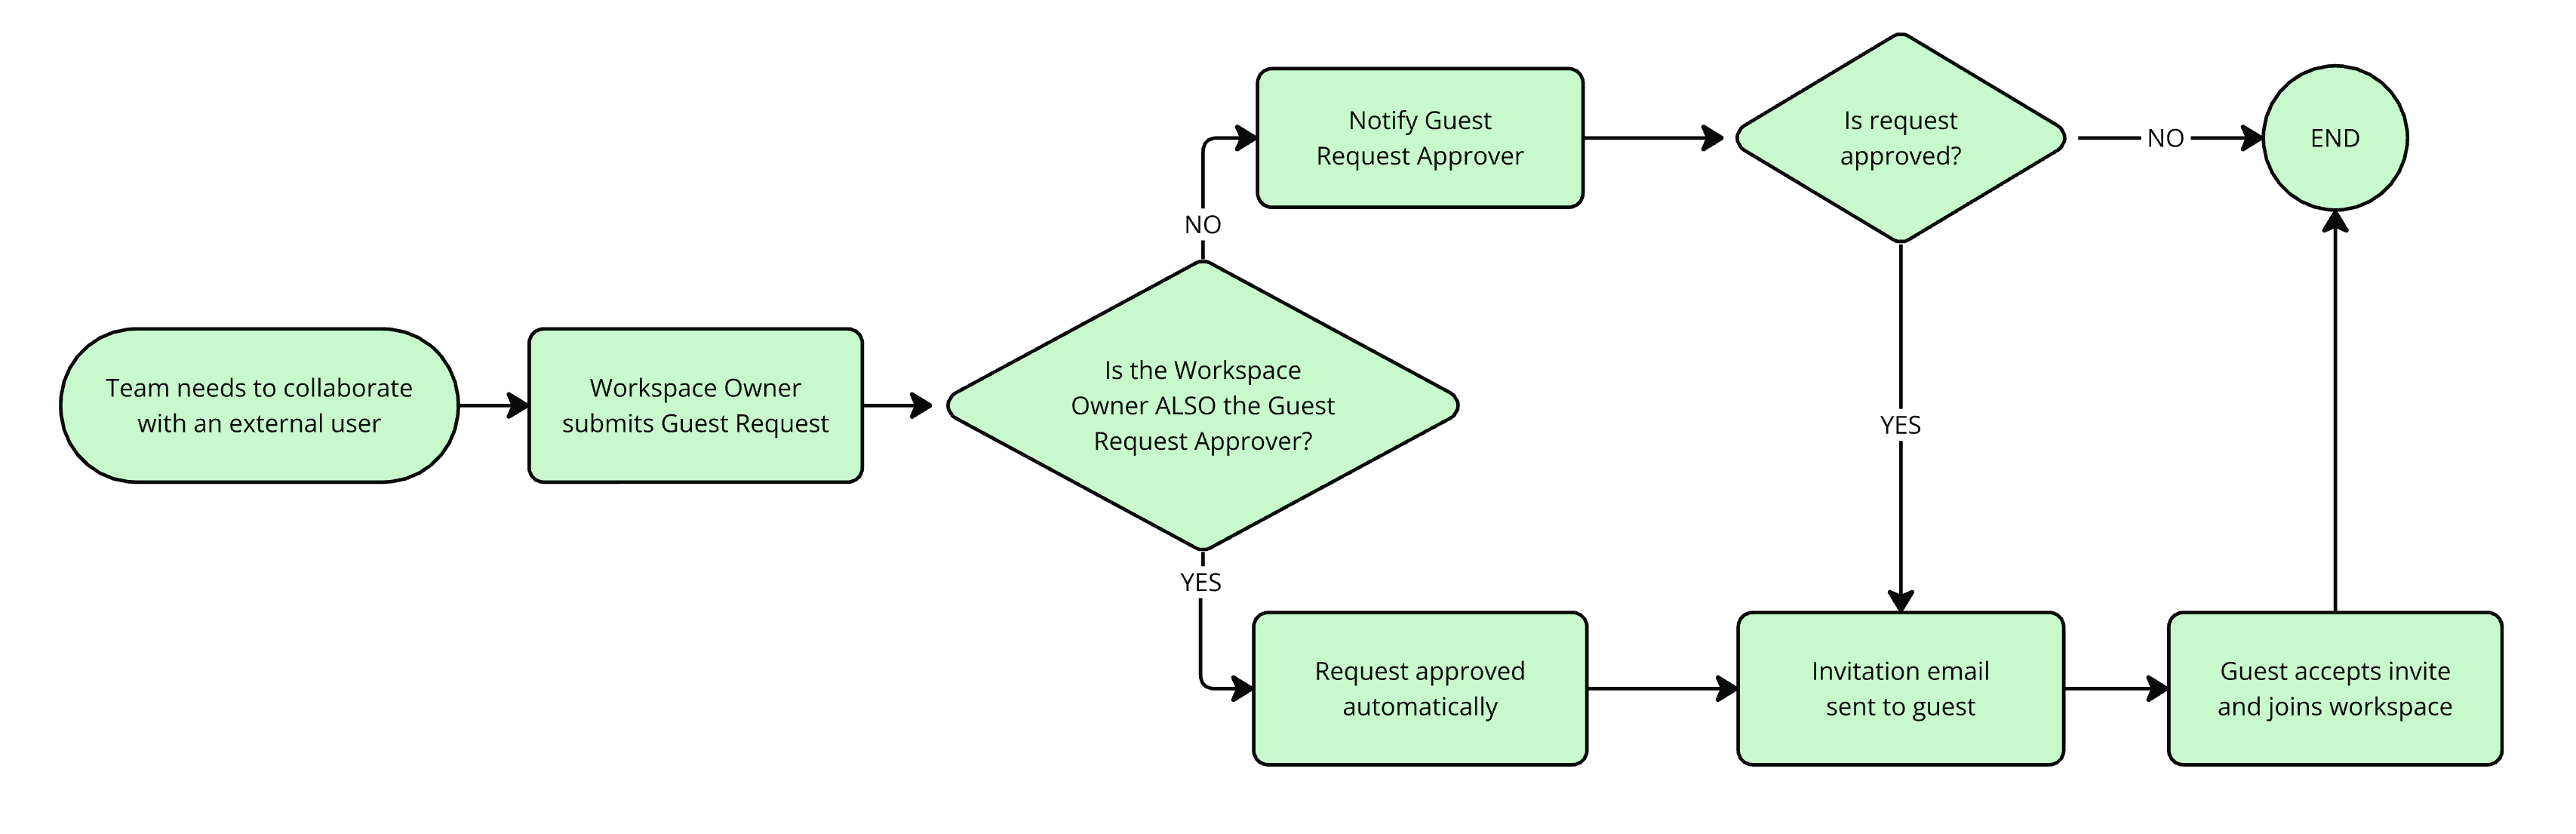 Team needs to collaborate
with an external user
Workspace Owner
submits Guest Request
Is the Workspace
Owner ALSO the Guest
Request Approver?
NO
Notify Guest
Request Approver
Is request
approved?
NO
END
YES
YES
Request approved
automatically
Invitation email
sent to guest
Guest accepts invite
and joins workspace